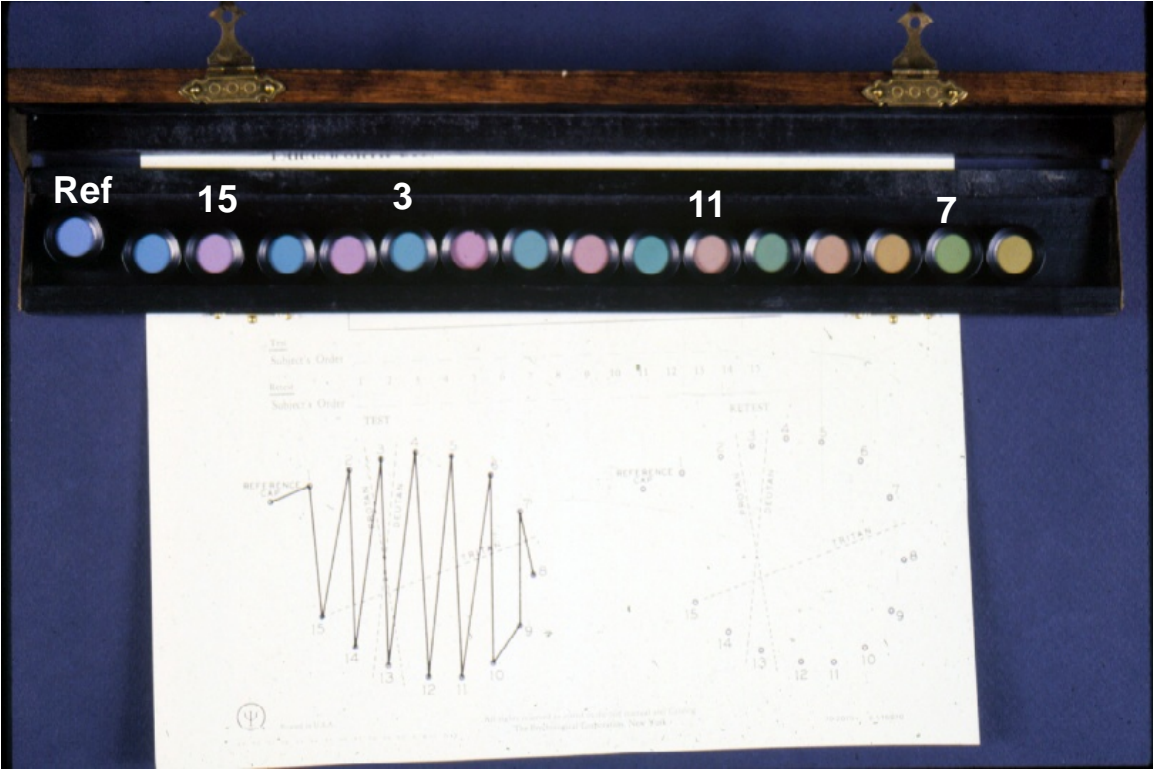 Ref
15
3
11
7
Test
Subject's Order
1 2 3 4 5 6 7 8 9 10 11 12 13 14 15
Retest
Subject's Order
TEST
RETEST
REFERENCE
CAP
1
2
3
4
5
6
7
8
9
10
11
12
13
14
15
PROTAN
DEUTAN
TRITAN
REFERENCE
CAP
1
2
3
4
5
6
7
8
9
10
11
12
13
14
15
PROTAN
DEUTAN
TRITAN
Ψ
Printed in U.S.A.
The Psychological Corporation, New York